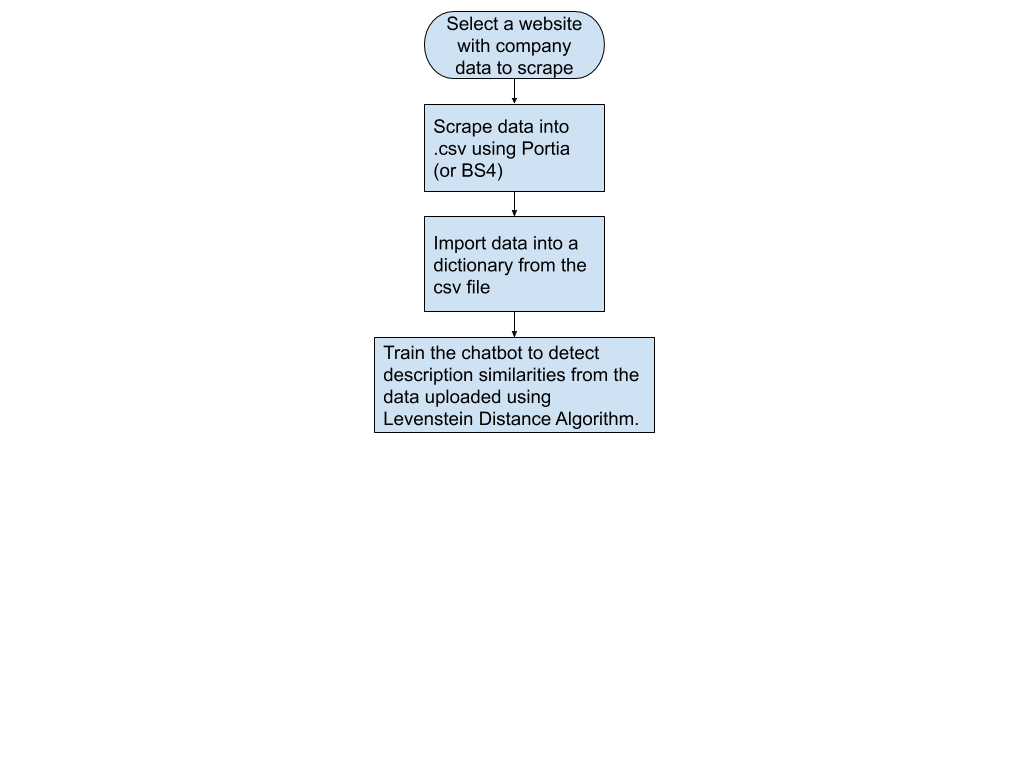 Select a website
with company
data to scrape
Scrape data into
.csv using Portia
(or BS4)
Import data into a
dictionary from the
csv file
Train the chatbot to detect
description similarities from the
data uploaded using
Levenstein Distance Algorithm.